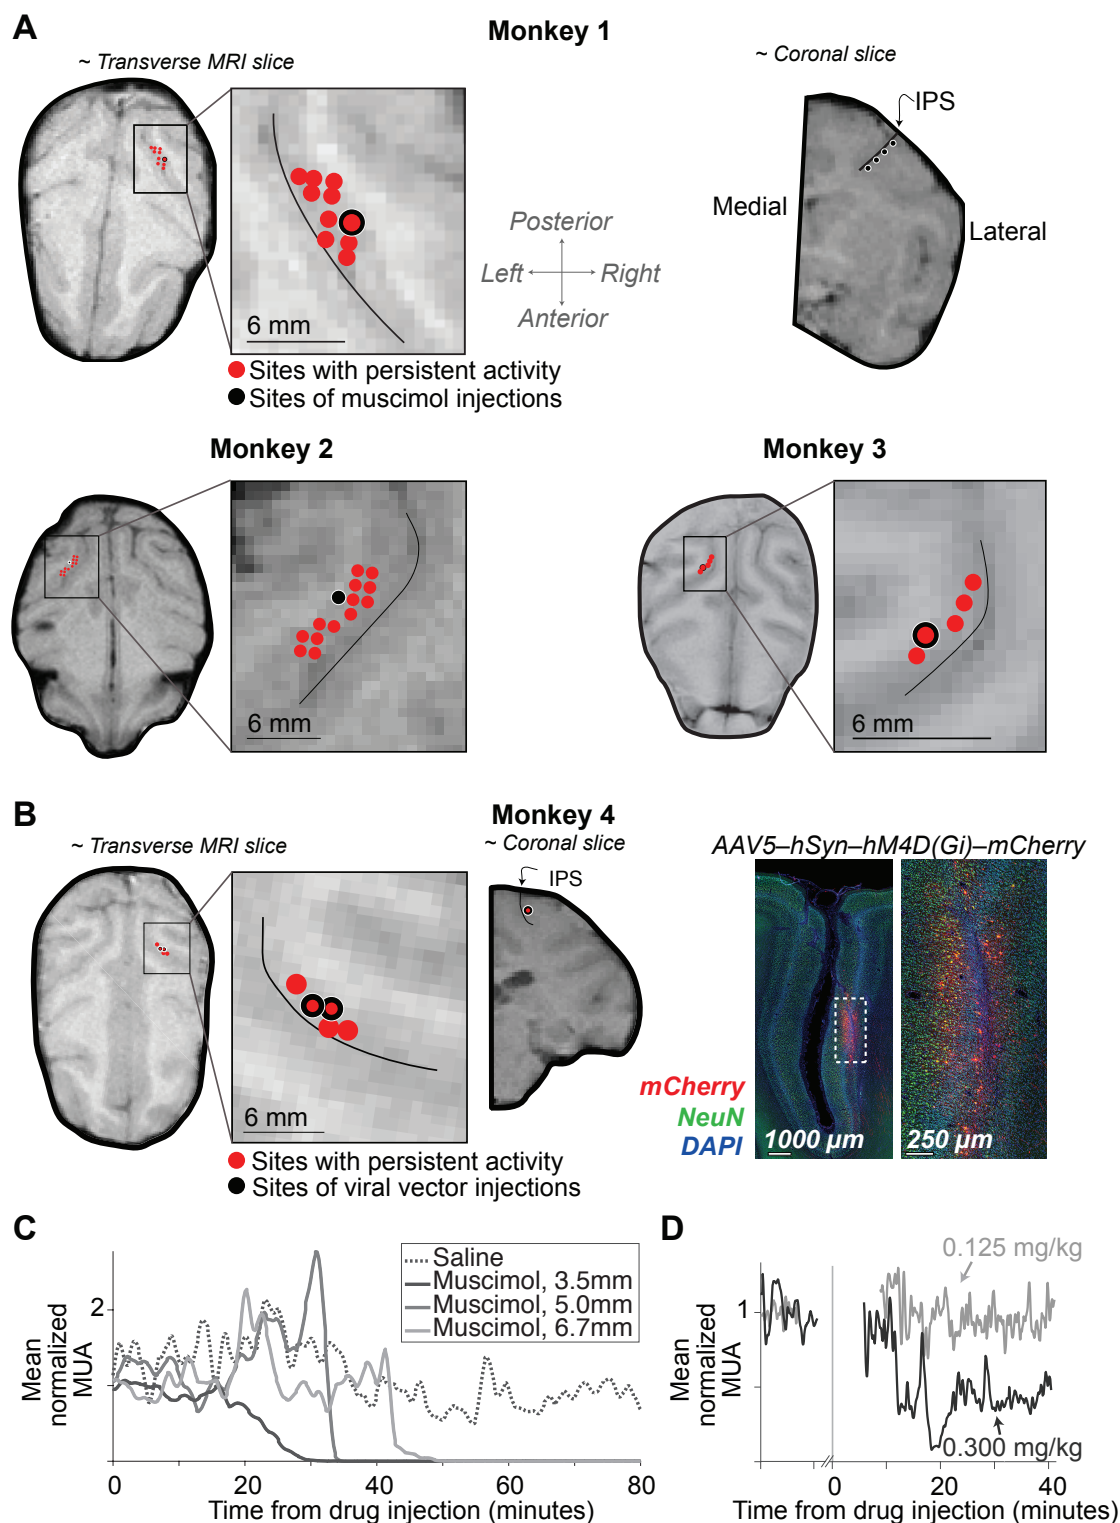 A
Monkey 1
~ Transverse MRI slice
~ Coronal slice
IPS
Medial
Lateral
Posterior
Left
Right
Anterior
6 mm
Sites with persistent activity
Sites of muscimol injections
Monkey 2
Monkey 3
6 mm
6 mm
B
Monkey 4
~ Transverse MRI slice
~ Coronal slice
IPS
AAV5–hSyn–hM4D(Gi)–mCherry
6 mm
mCherry
NeuN
DAPI
1000 µm
250 µm
Sites with persistent activity
Sites of viral vector injections
C
Saline
Muscimol, 3.5mm
Muscimol, 5.0mm
Muscimol, 6.7mm
2
Mean
normalized
MUA
0
20
40
60
80
Time from drug injection (minutes)
D
0.125 mg/kg
1
Mean
normalized
MUA
0.300 mg/kg
0
20
40
Time from drug injection (minutes)